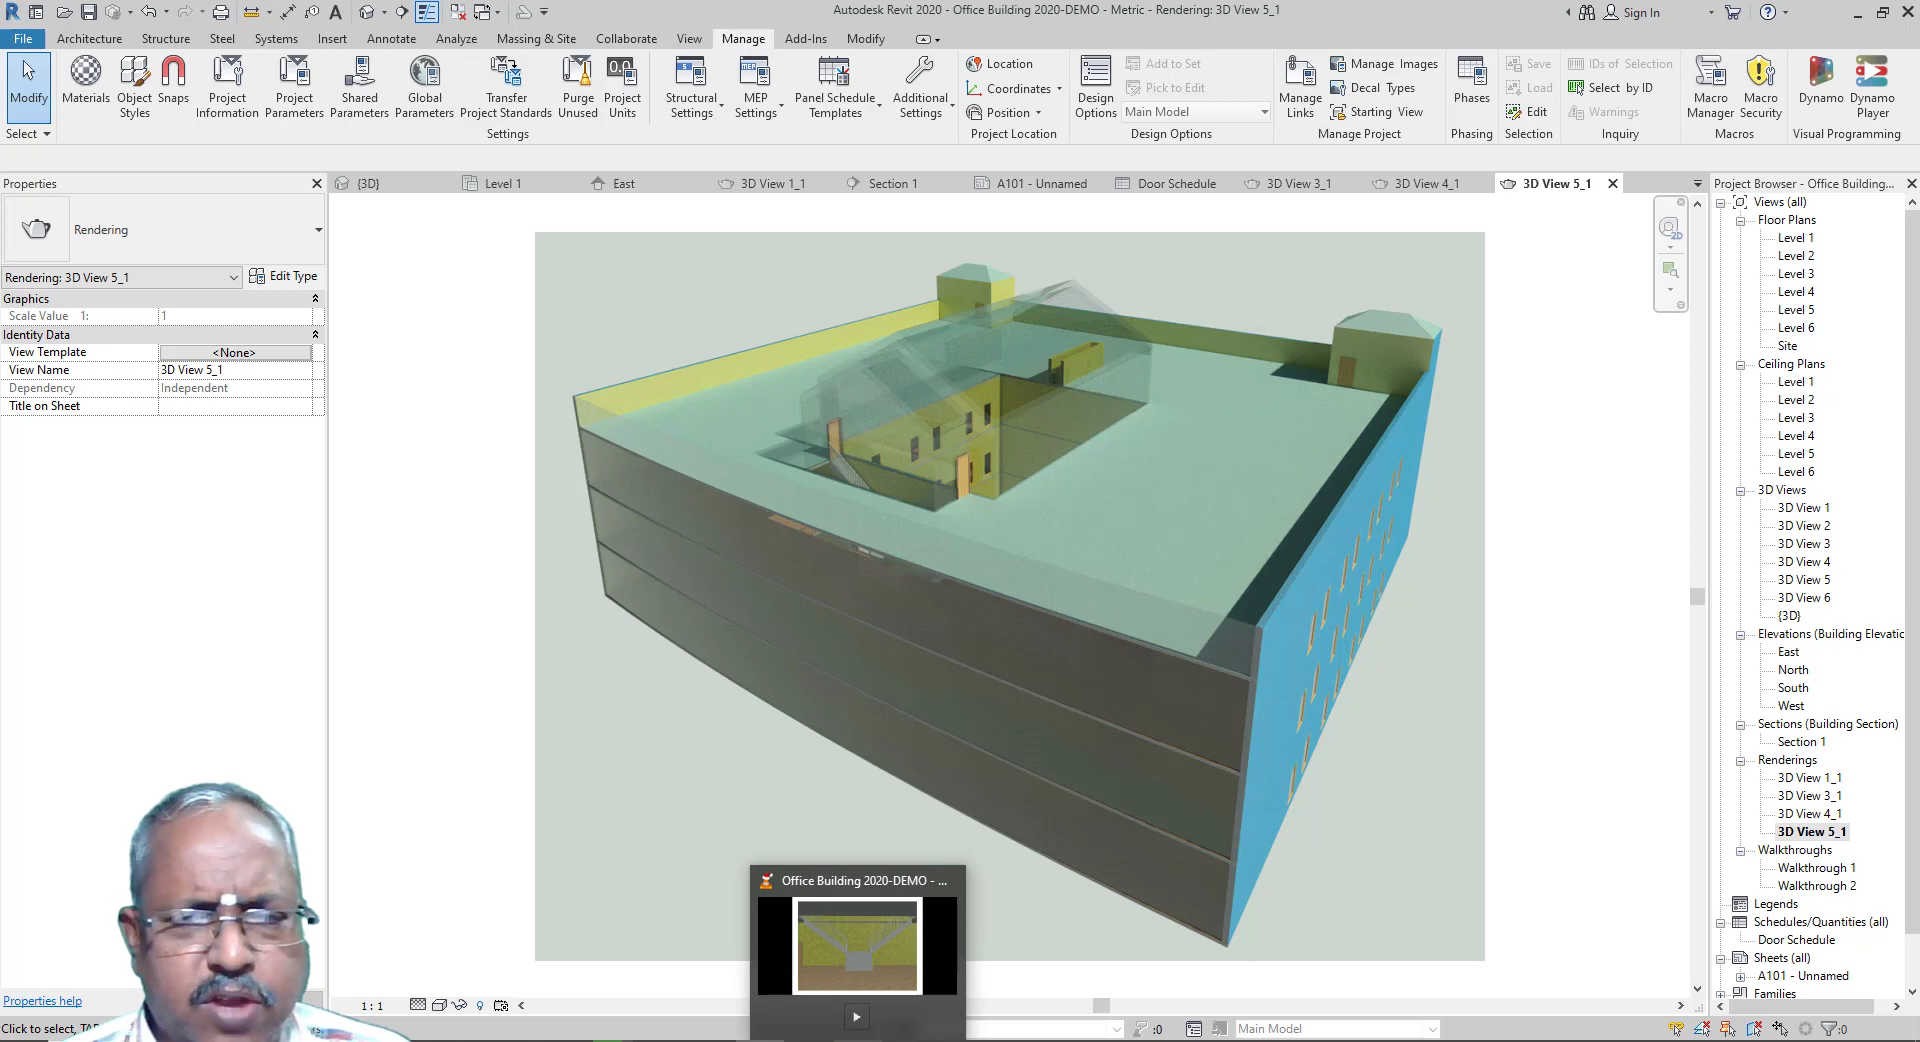 Autodesk Revit 2020 - Office Building 2020-DEMO - Metric - Rendering: 3D View 5_1
Sign In
File Architecture Structure Steel Systems Insert Annotate Analyze Massing & Site Collaborate View Manage Add-Ins Modify
Modify
Materials
Object Styles
Snaps
Project Information
Project Parameters
Shared Parameters
Global Parameters
Transfer Project Standards
Purge Unused
Project Units
Structural Settings
MEP Settings
Panel Schedule Templates
Additional Settings
Location
Coordinates
Position
Design Options
Add to Set
Pick to Edit
Main Model
Manage Links
Manage Images
Decal Types
Starting View
Phases
Save
Load
Edit
IDs of Selection
Select by ID
Warnings
Macro Manager
Macro Security
Dynamo
Dynamo Player
Select
Settings
Project Location
Design Options
Manage Project
Phasing
Selection
Inquiry
Macros
Visual Programming
Properties
{3D}
Level 1
East
3D View 1_1
Section 1
A101 - Unnamed
Door Schedule
3D View 3_1
3D View 4_1
3D View 5_1
Project Browser - Office Building...
Rendering
Rendering: 3D View 5_1
Edit Type
Graphics
Scale Value 1: 1
Identity Data
View Template <None>
View Name 3D View 5_1
Dependency Independent
Title on Sheet
2D
Views (all)
Floor Plans
Level 1
Level 2
Level 3
Level 4
Level 5
Level 6
Site
Ceiling Plans
Level 1
Level 2
Level 3
Level 4
Level 5
Level 6
3D Views
3D View 1
3D View 2
3D View 3
3D View 4
3D View 5
3D View 6
{3D}
Elevations (Building Elevatic
East
North
South
West
Sections (Building Section)
Section 1
Renderings
3D View 1_1
3D View 3_1
3D View 4_1
3D View 5_1
Walkthroughs
Walkthrough 1
Walkthrough 2
Legends
Schedules/Quantities (all)
Door Schedule
Sheets (all)
A101 - Unnamed
Families
Office Building 2020-DEMO - ...
Properties help
1 : 1
Click to select,
:0
Main Model
:0